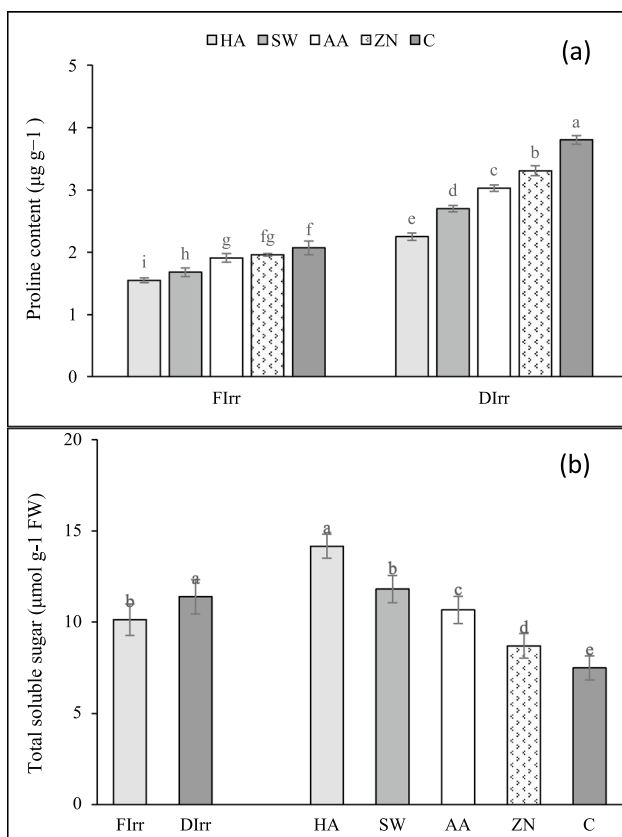 HA SW AA ZN C
(a)
5
4
3
2
1
0
Proline content (µg g−1)
i h g fg f e d c b a
FIrr DIrr
(b)
20
15
10
5
0
Total soluble sugar (µmol g-1 FW)
b a a b c d e
FIrr DIrr HA SW AA ZN C